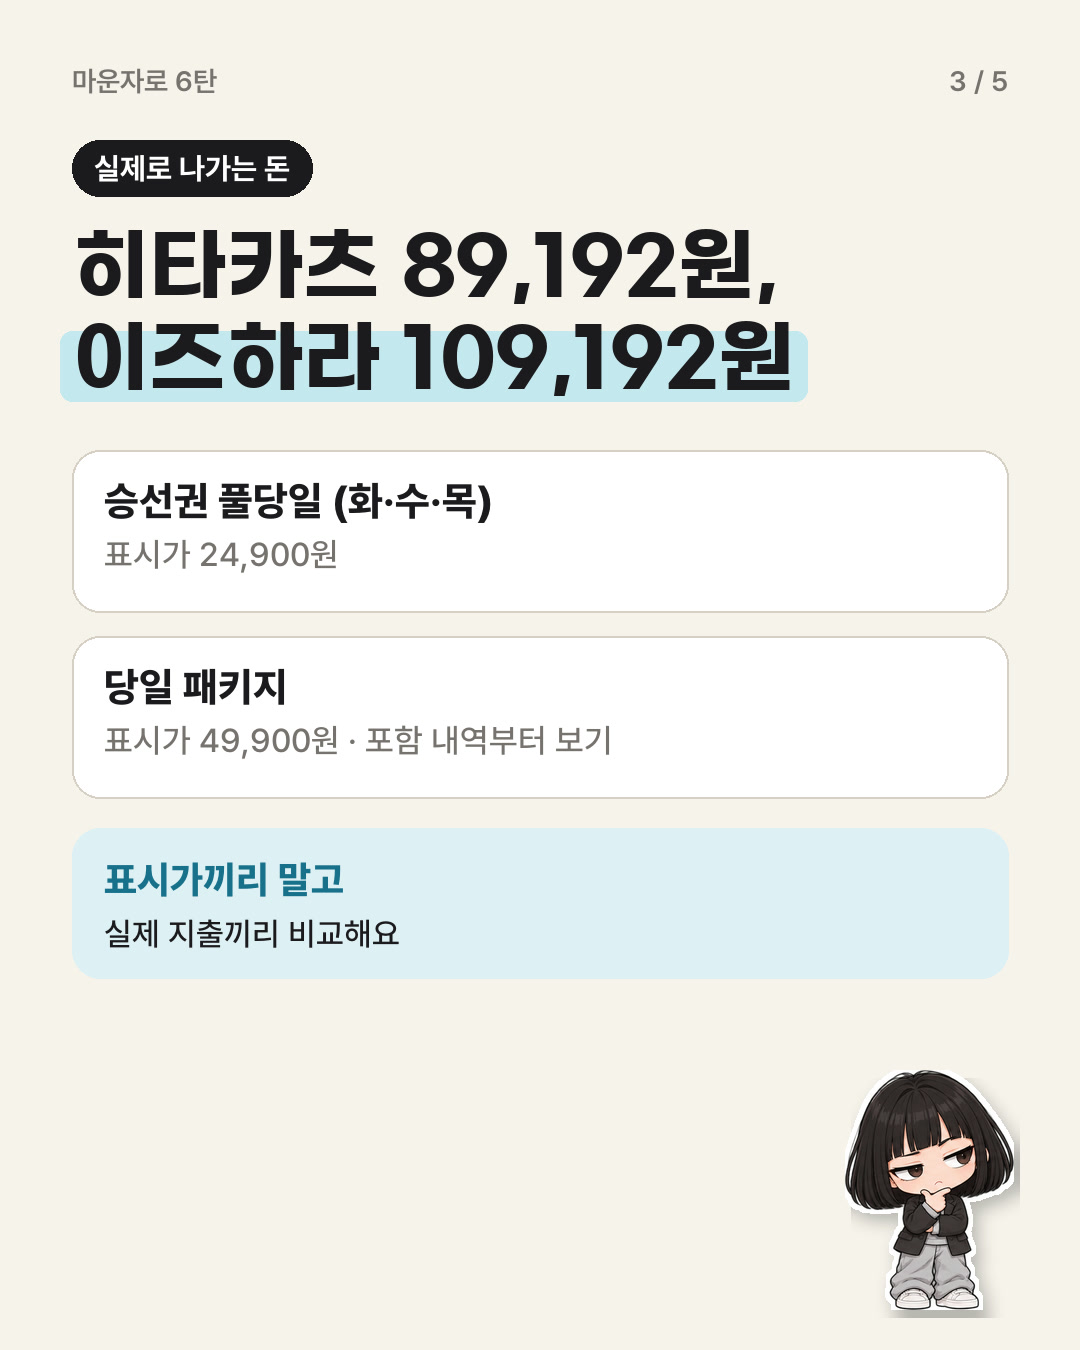 마운자로 6탄
3 / 5
실제로 나가는 돈
히타카츠 89,192원,
이즈하라 109,192원
승선권 풀당일 (화·수·목)
표시가 24,900원
당일 패키지
표시가 49,900원 · 포함 내역부터 보기
표시가끼리 말고
실제 지출끼리 비교해요